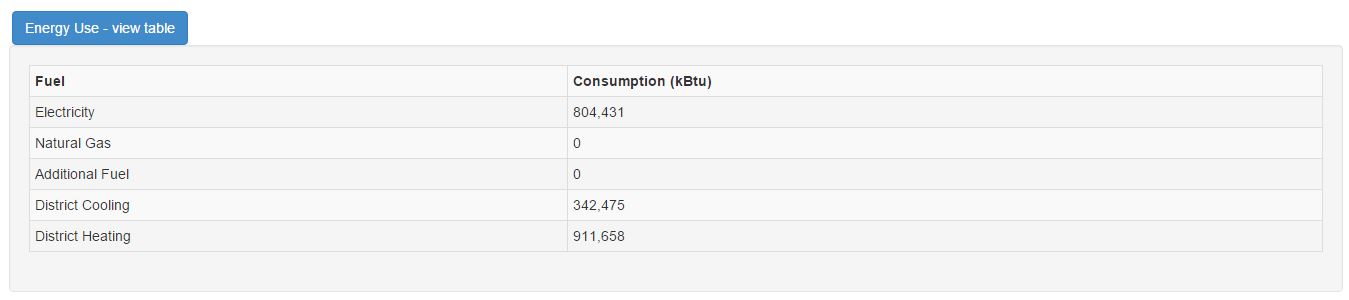 Energy Use - view table
Fuel Consumption (kBtu)
Electricity 804,431
Natural Gas 0
Additional Fuel 0
District Cooling 342,475
District Heating 911,658